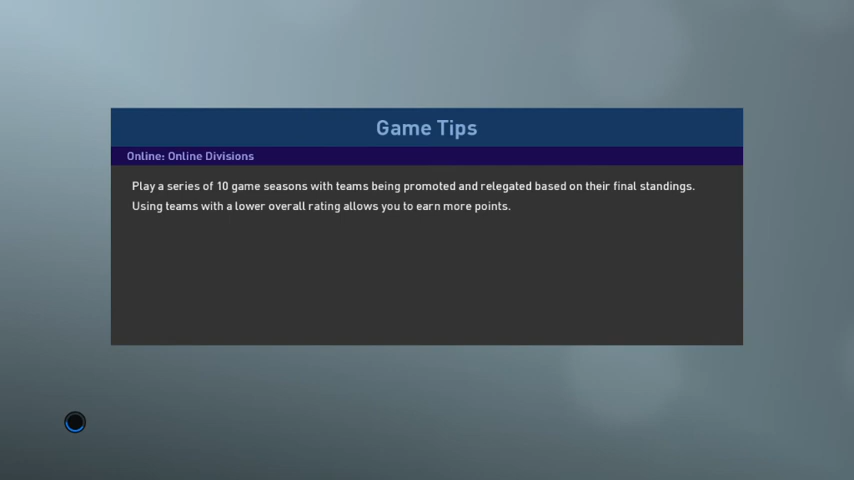 Game Tips
Online: Online Divisions
Play a series of 10 game seasons with teams being promoted and relegated based on their final standings.
Using teams with a lower overall rating allows you to earn more points.